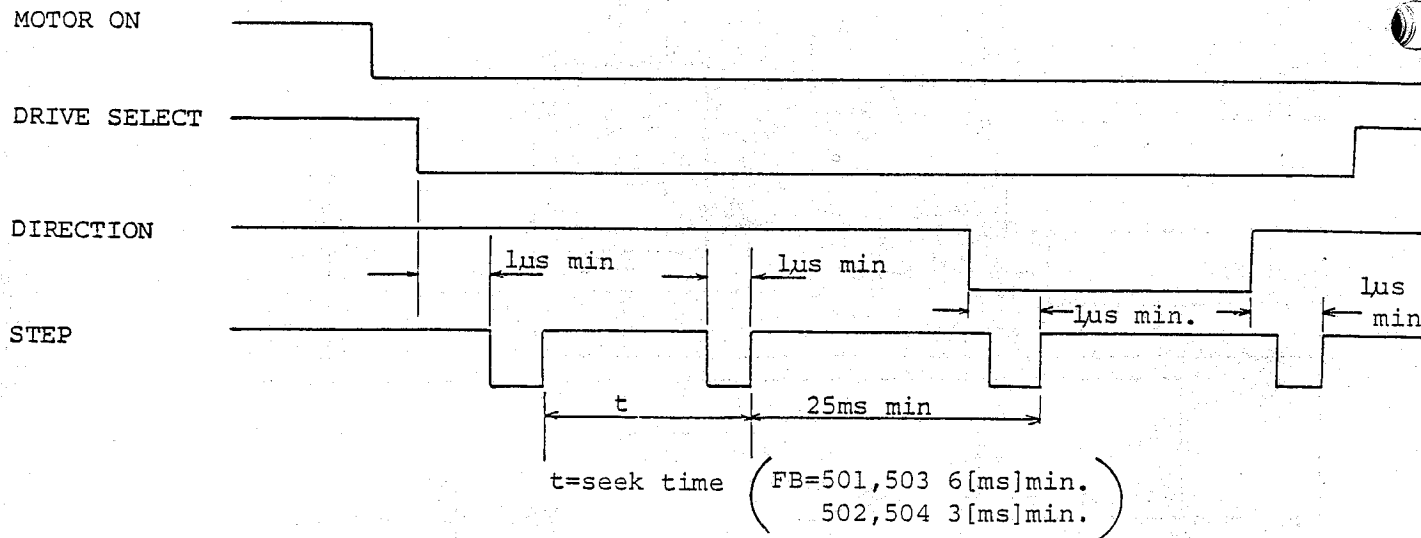 MOTOR ON
DRIVE SELECT
DIRECTION
1µs min
1µs min
1µs
min
1µs min.
STEP
t
25ms min
t=seek time
FB=501,503 6[ms]min.
502,504 3[ms]min.